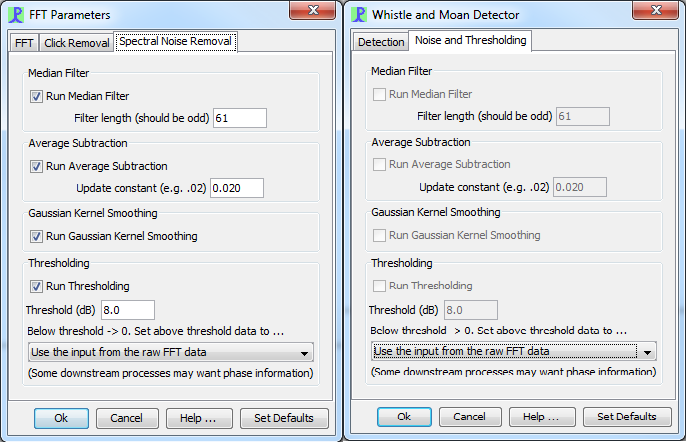 FFT Parameters
FFT Click Removal Spectral Noise Removal
Median Filter
Run Median Filter
Filter length (should be odd) 61
Average Subtraction
Run Average Subtraction
Update constant (e.g. .02) 0.020
Gaussian Kernel Smoothing
Run Gaussian Kernel Smoothing
Thresholding
Run Thresholding
Threshold (dB) 8.0
Below threshold -> 0. Set above threshold data to ...
Use the input from the raw FFT data
(Some downstream processes may want phase information)
Ok Cancel Help ... Set Defaults
Whistle and Moan Detector
Detection Noise and Thresholding
Median Filter
Run Median Filter
Filter length (should be odd) 61
Average Subtraction
Run Average Subtraction
Update constant (e.g. .02) 0.020
Gaussian Kernel Smoothing
Run Gaussian Kernel Smoothing
Thresholding
Run Thresholding
Threshold (dB) 8.0
Below threshold > 0. Set above threshold data to ...
Use the input from the raw FFT data
(Some downstream processes may want phase information)
Ok Cancel Help ... Set Defaults